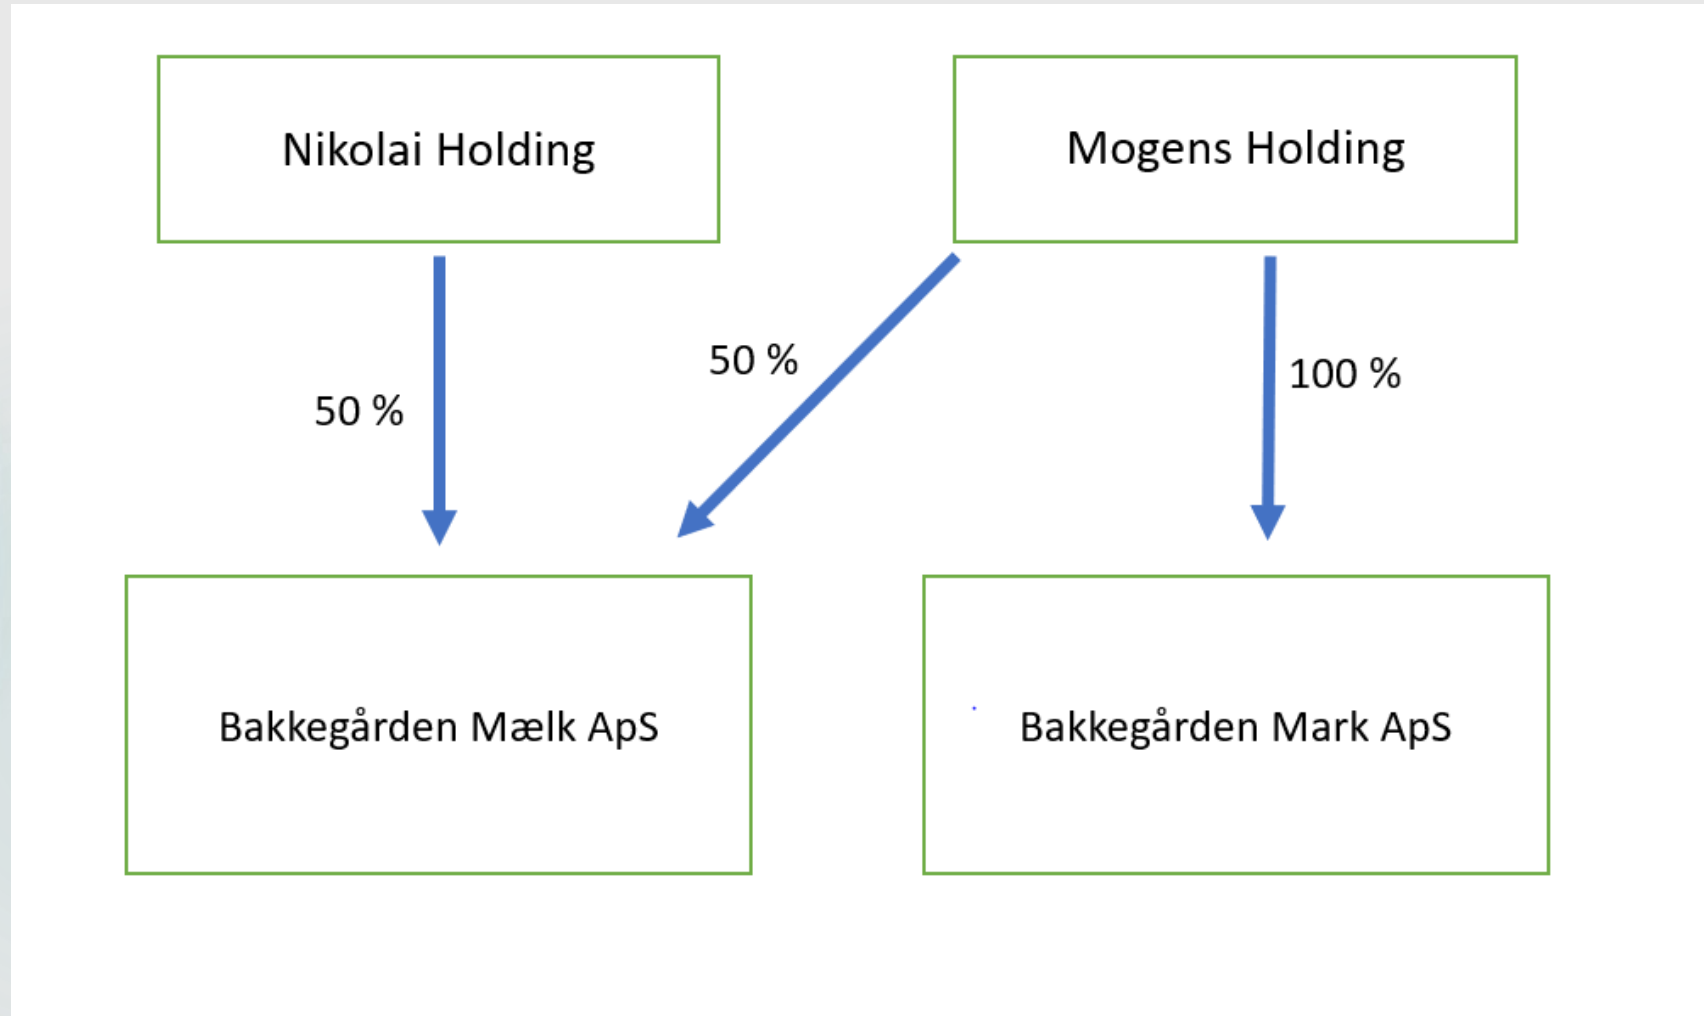 Nikolai Holding
Mogens Holding
50 %
50 %
100 %
Bakkegården Mælk ApS
Bakkegården Mark ApS